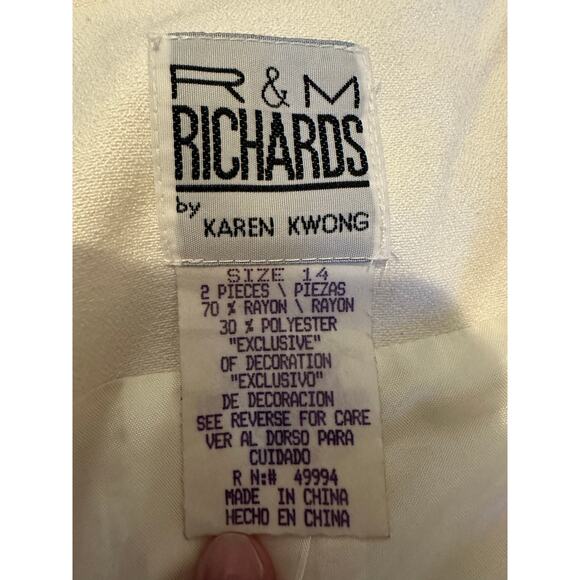 R & M
RICHARDS
by KAREN KWONG
SIZE 14
2 PIECES \ PIEZAS
70 % RAYON \ RAYON
30 % POLYESTER
"EXCLUSIVE"
OF DECORATION
"EXCLUSIVO"
DE DECORACION
SEE REVERSE FOR CARE
VER AL DORSO PARA
CUIDADO
R N:# 49994
MADE IN CHINA
HECHO EN CHINA